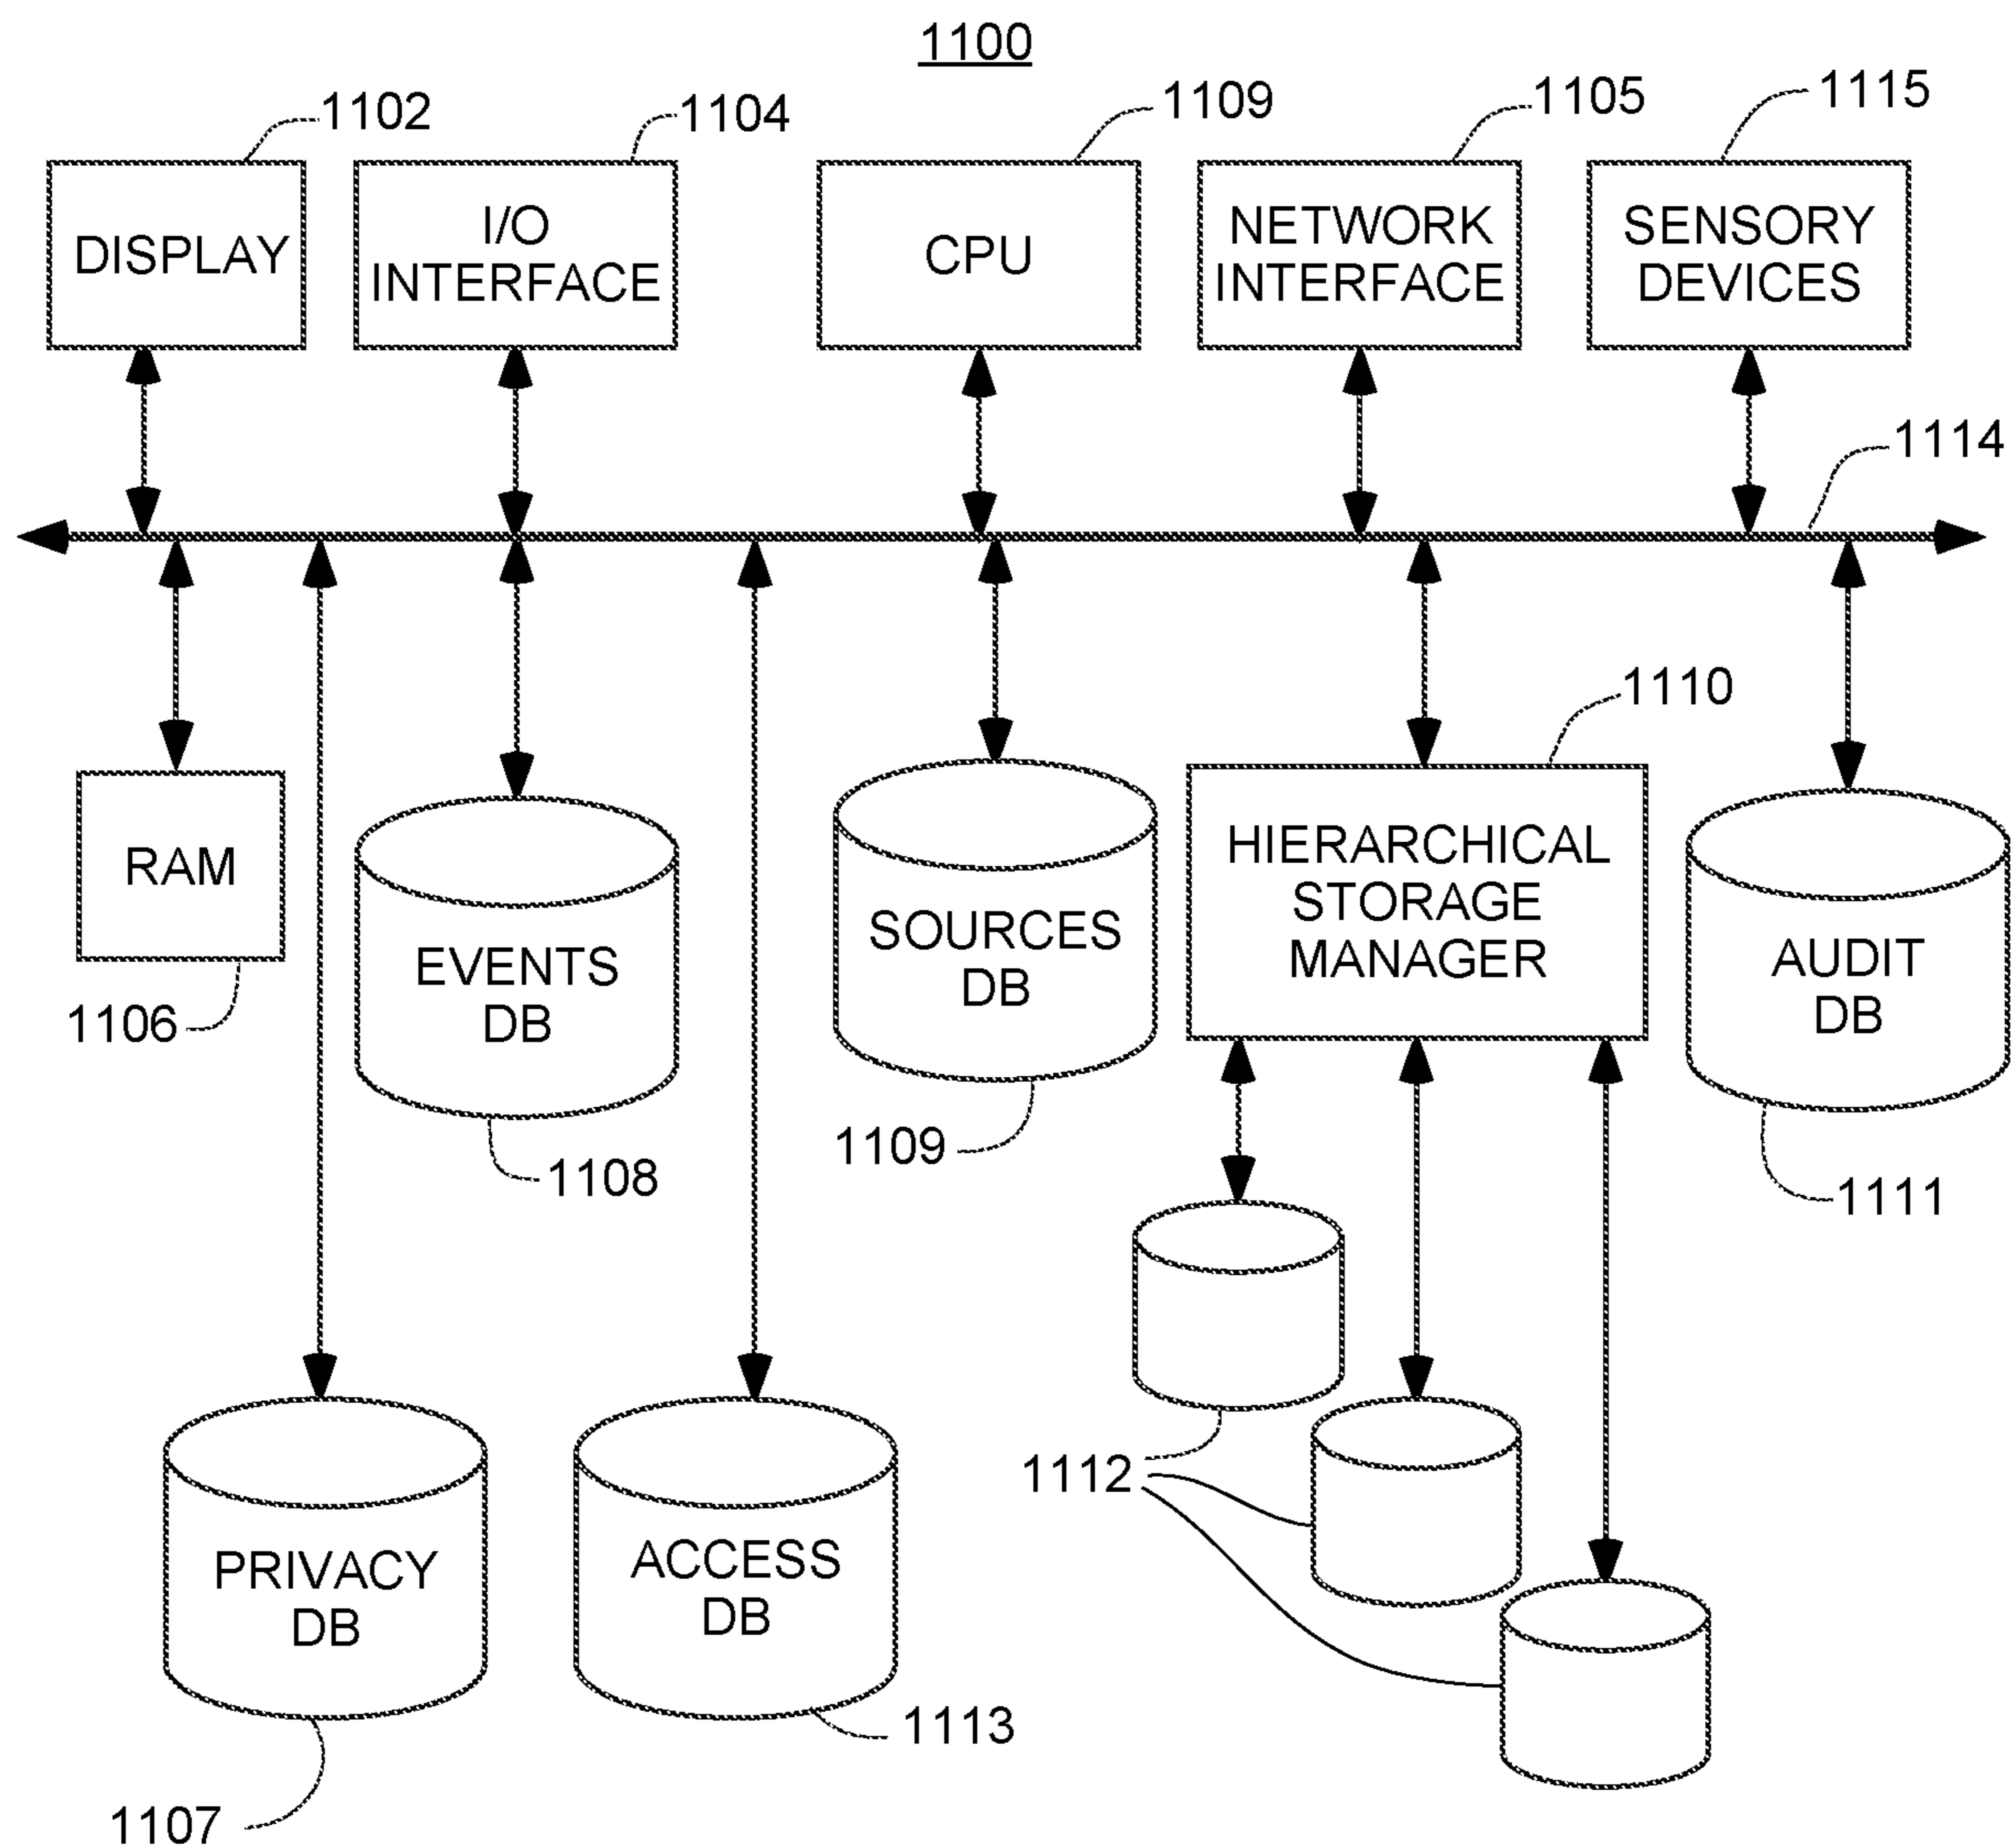 1100
1102
1104
1109
1105
1115
DISPLAY
I/O
INTERFACE
CPU
NETWORK
INTERFACE
SENSORY
DEVICES
1114
1110
RAM
1106
EVENTS
DB
1108
SOURCES
DB
1109
HIERARCHICAL
STORAGE
MANAGER
AUDIT
DB
1111
1112
PRIVACY
DB
1107
ACCESS
DB
1113